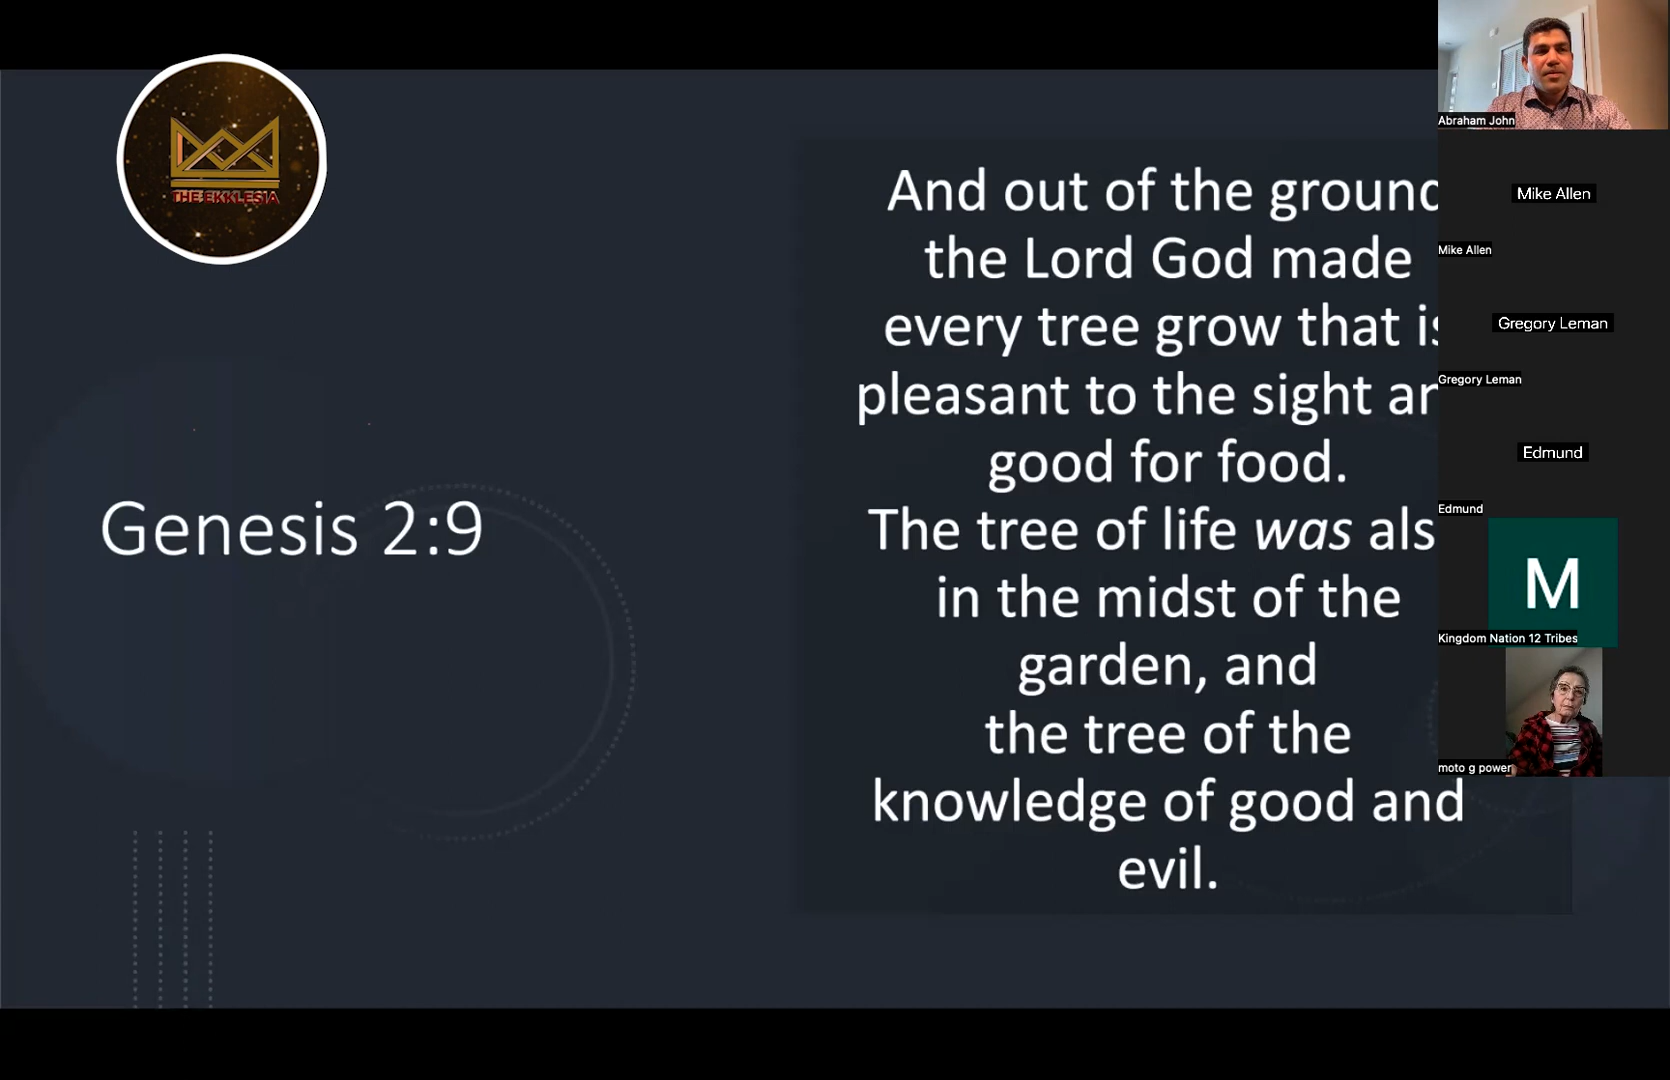 THE EKKLESIA
Genesis 2:9
And out of the ground
the Lord God made
every tree grow that is
pleasant to the sight an
good for food.
The tree of life was als
in the midst of the
garden, and
the tree of the
knowledge of good and
evil.
Abraham John
Mike Allen
Mike Allen
Gregory Leman
Gregory Leman
Edmund
Edmund
M
Kingdom Nation 12 Tribes
moto g power